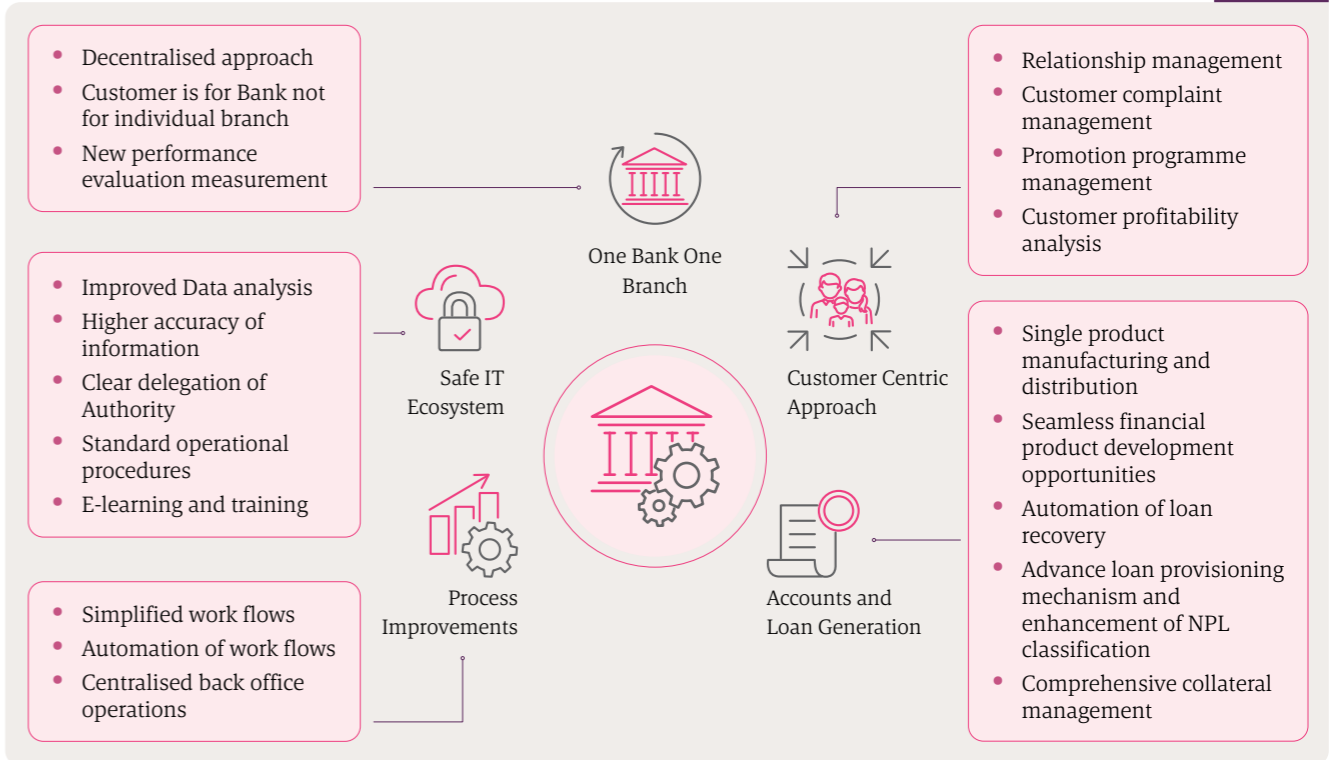 • Decentralised approach
• Customer is for Bank not
for individual branch
• New performance
evaluation measurement
One Bank One
Branch
• Relationship management
• Customer complaint
management
• Promotion programme
management
• Customer profitability
analysis
Customer Centric
Approach
• Improved Data analysis
• Higher accuracy of
information
• Clear delegation of
Authority
• Standard operational
procedures
• E-learning and training
Safe IT
Ecosystem
• Single product
manufacturing and
distribution
• Seamless financial
product development
opportunities
• Automation of loan
recovery
• Advance loan provisioning
mechanism and
enhancement of NPL
classification
• Comprehensive collateral
management
Accounts and
Loan Generation
• Simplified work flows
• Automation of work flows
• Centralised back office
operations
Process
Improvements